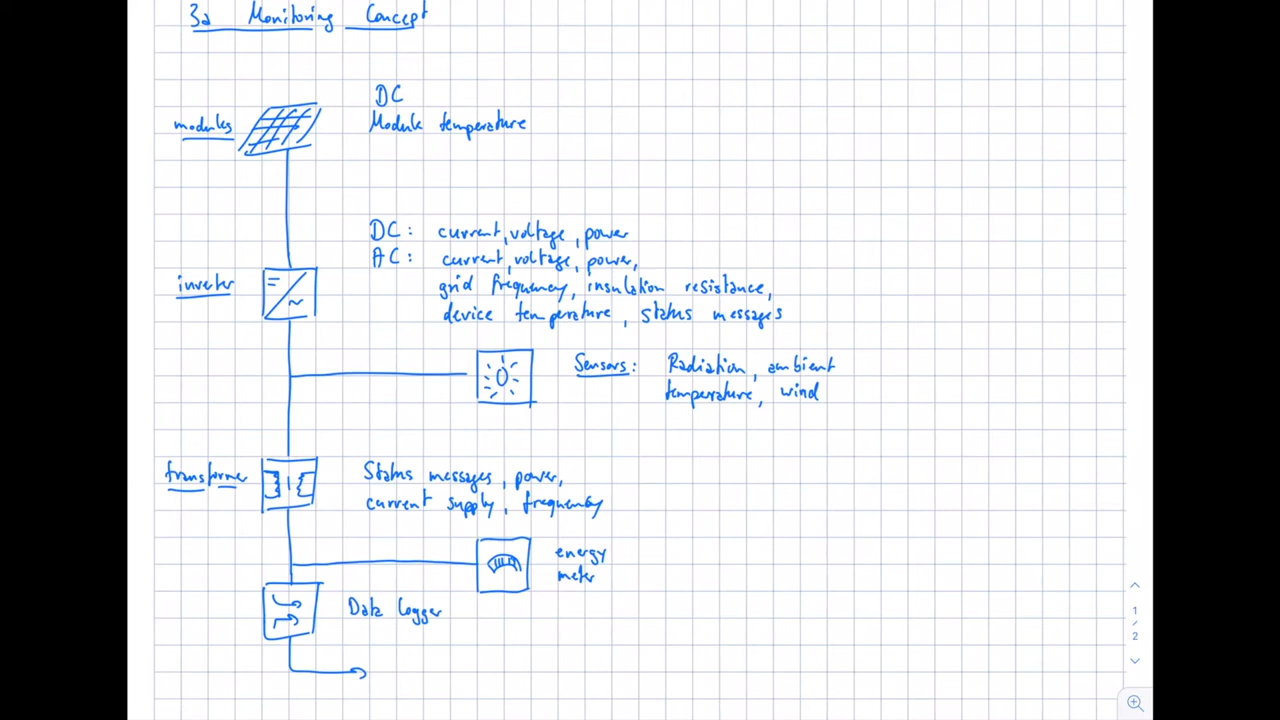 3a Monitoring Concept
DC
modules
Module temperature
DC: current, voltage, power
AC: current, voltage, power,
inverter
grid frequency, insulation resistance,
device temperature, status messages
Sensors: Radiation, ambient
temperature, wind
transformer
Status messages, power,
current supply, frequency
energy
meter
Data logger
1
/
2